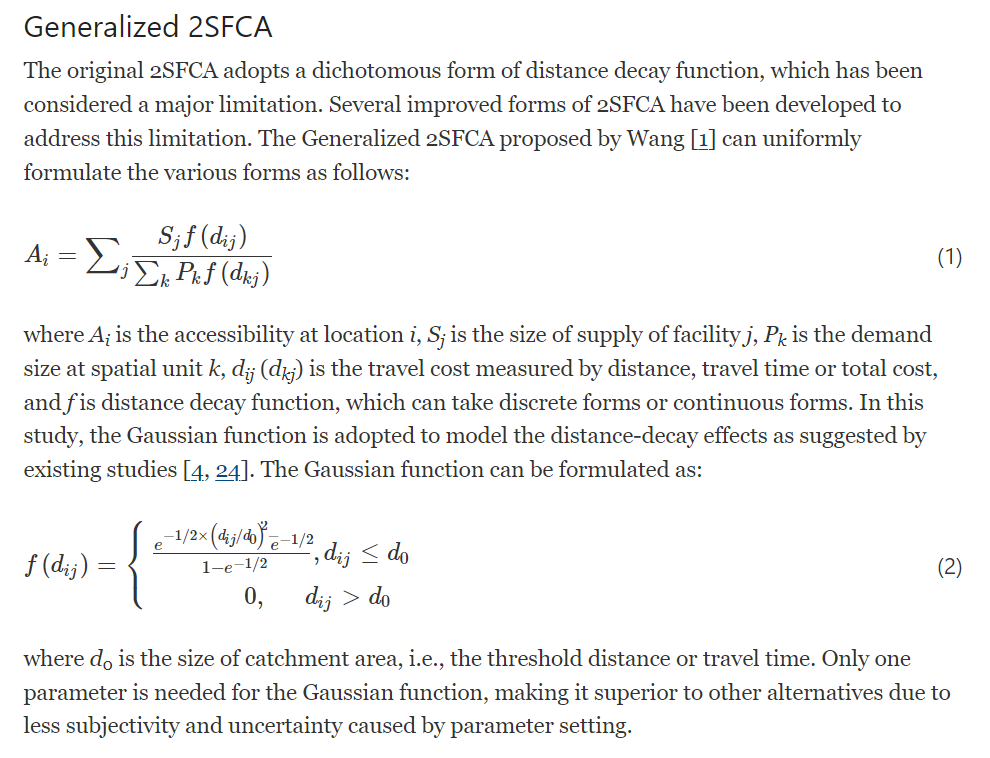 Generalized 2SFCA
The original 2SFCA adopts a dichotomous form of distance decay function, which has been
considered a major limitation. Several improved forms of 2SFCA have been developed to
address this limitation. The Generalized 2SFCA proposed by Wang [1] can uniformly
formulate the various forms as follows:
A_i = ∑_j \frac{S_j f(d_{ij})}{∑_k P_k f(d_{kj})} (1)
where A_i is the accessibility at location i, S_j is the size of supply of facility j, P_k is the demand
size at spatial unit k, d_{ij} (d_{kj}) is the travel cost measured by distance, travel time or total cost,
and f is distance decay function, which can take discrete forms or continuous forms. In this
study, the Gaussian function is adopted to model the distance-decay effects as suggested by
existing studies [4, 24]. The Gaussian function can be formulated as:
f(d_{ij}) = \begin{cases} \frac{e^{-1/2×(d_{ij}/d_0)^2} - e^{-1/2}}{1-e^{-1/2}}, d_{ij} ≤ d_0 \\ 0, d_{ij} > d_0 \end{cases} (2)
where d_0 is the size of catchment area, i.e., the threshold distance or travel time. Only one
parameter is needed for the Gaussian function, making it superior to other alternatives due to
less subjectivity and uncertainty caused by parameter setting.